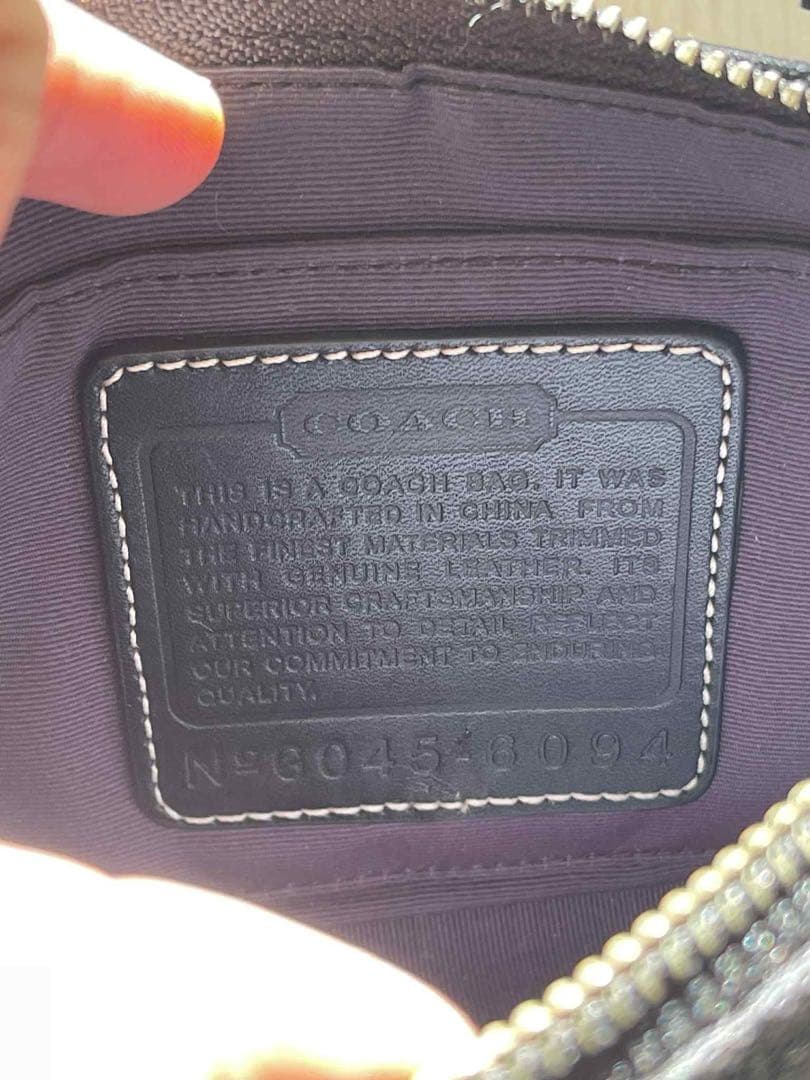 COACH
THIS IS A COACH BAG. IT WAS
HANDCRAFTED IN CHINA FROM
THE FINEST MATERIALS TRIMMED
WITH GENUINE LEATHER. ITS
SUPERIOR CRAFTSMANSHIP AND
ATTENTION TO DETAIL REFLECT
OUR COMMITMENT TO ENDURING
QUALITY.
Nº G045-6094